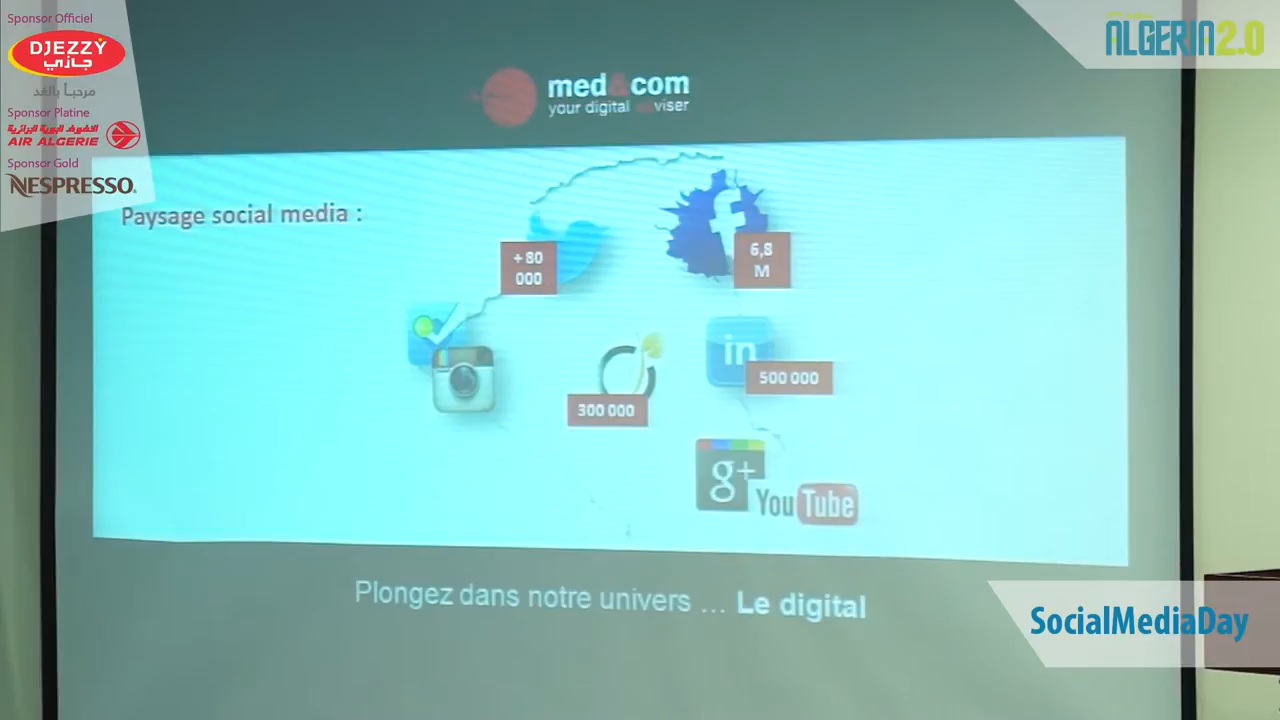 Sponsor Officiel
DJEZZY
جازي
مرحباً بالغد
Sponsor Platine
الخطوط الجوية الجزائرية
AIR ALGERIE
Sponsor Gold
NESPRESSO
ALGERIA2.0
med&com
your digital adviser
Paysage social media :
+ 80
000
6,8
M
in
500 000
300 000
g+
YouTube
Plongez dans notre univers ... Le digital
SocialMediaDay